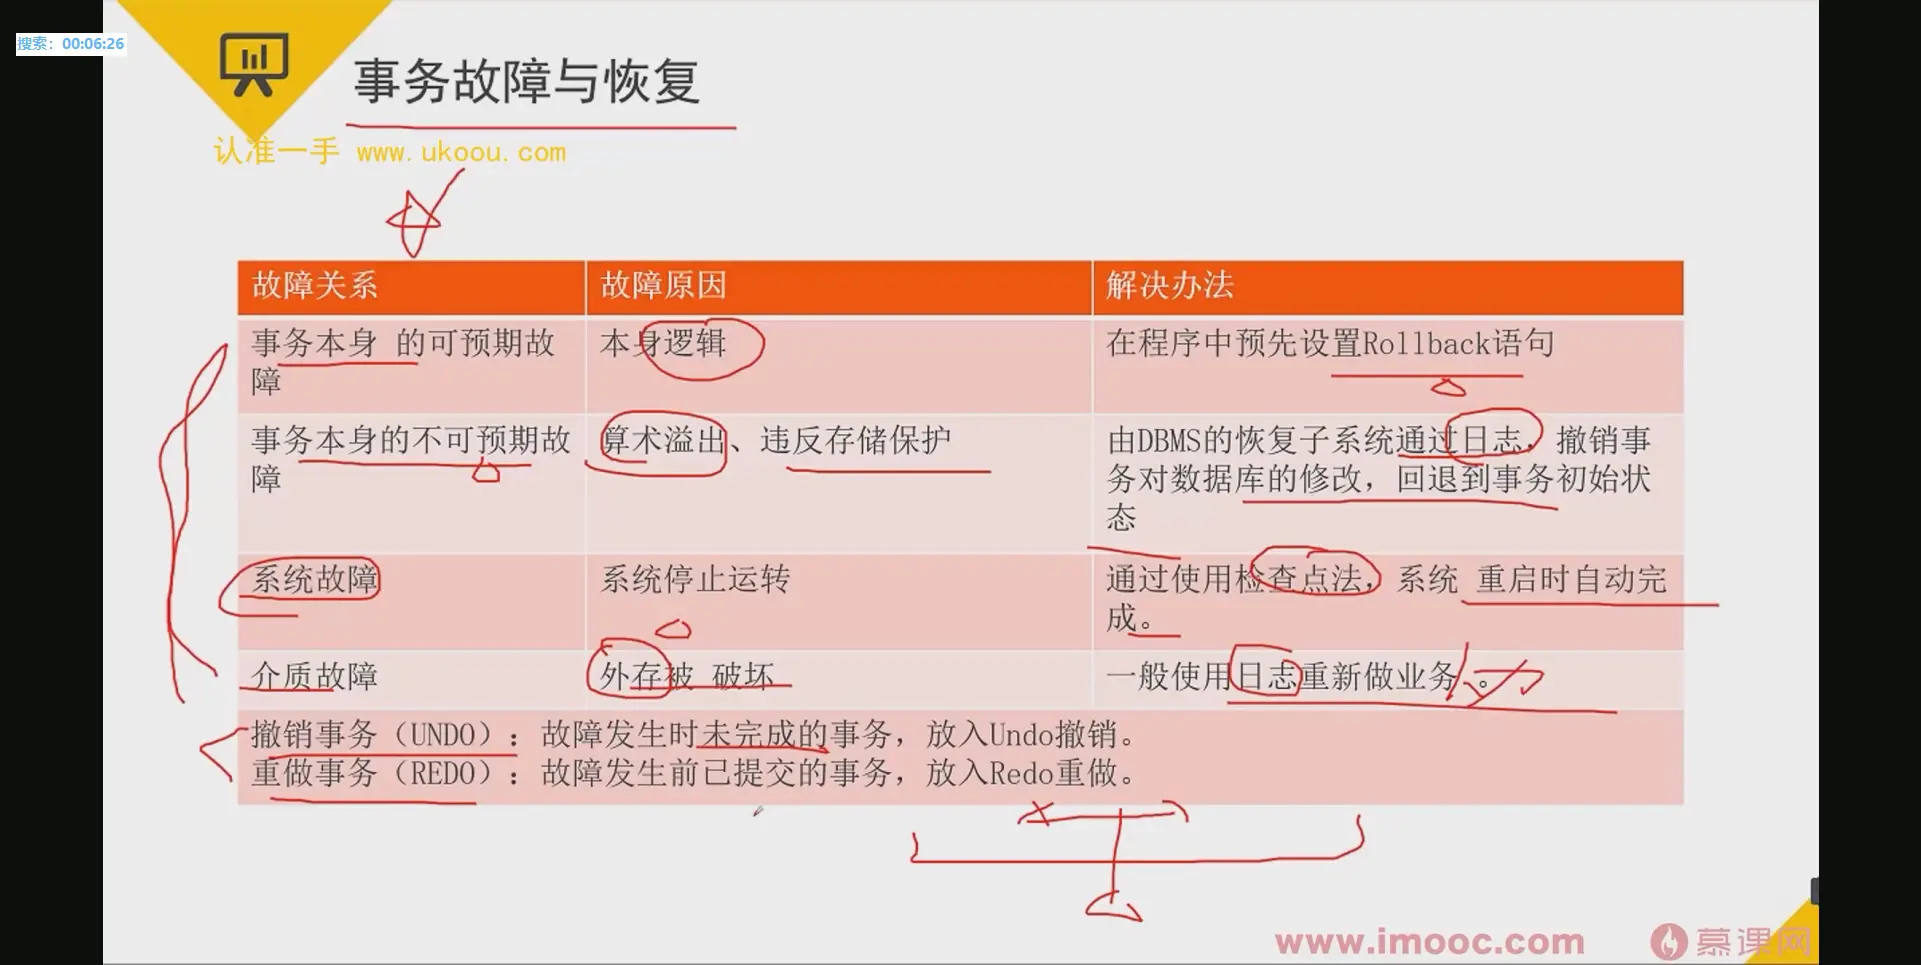 搜索: 00:06:26
事务故障与恢复
认准一手 www.ukoou.com
故障关系
故障原因
解决办法
事务本身 的可预期故
障
本身逻辑
在程序中预先设置Rollback语句
事务本身的不可预期故
障
算术溢出、违反存储保护
由DBMS的恢复子系统通过日志，撤销事
务对数据库的修改，回退到事务初始状
态
系统故障
系统停止运转
通过使用检查点法，系统 重启时自动完
成。
介质故障
外存被 破坏
一般使用日志重新做业务 。
撤销事务（UNDO）：故障发生时未完成的事务，放入Undo撤销。
重做事务（REDO）：故障发生前已提交的事务，放入Redo重做。
www.imooc.com 慕课网